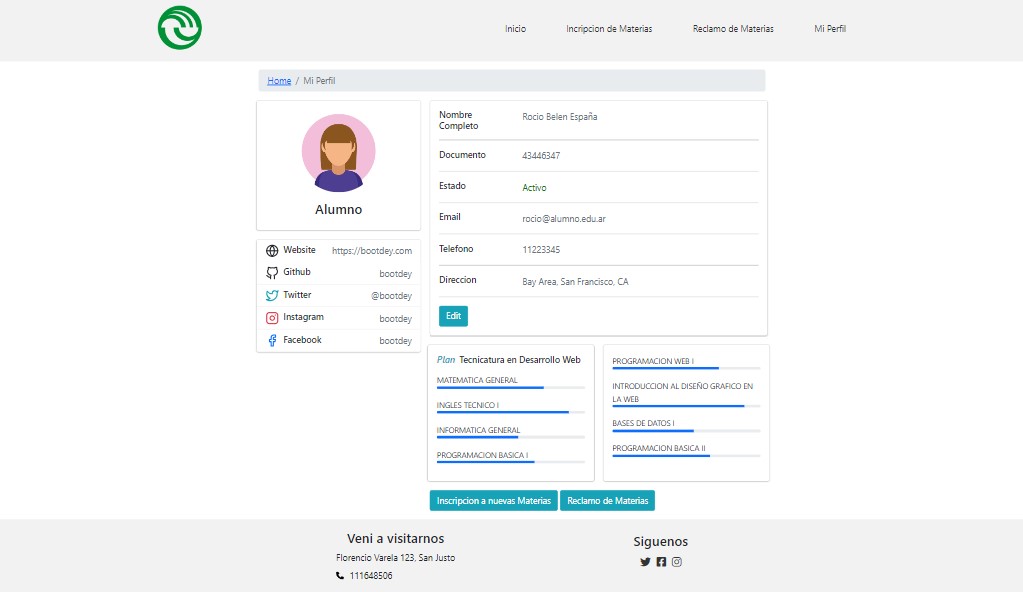 Inicio
Incripcion de Materias
Reclamo de Materias
Mi Perfil
Home / Mi Perfil
Alumno
Website https://bootdey.com
Github bootdey
Twitter @bootdey
Instagram bootdey
Facebook bootdey
Nombre
Completo
Rocio Belen España
Documento 43446347
Estado Activo
Email rocio@alumno.edu.ar
Telefono 11223345
Direccion Bay Area, San Francisco, CA
Edit
Plan Tecnicatura en Desarrollo Web
MATEMATICA GENERAL
INGLES TECNICO I
INFORMATICA GENERAL
PROGRAMACION BASICA I
PROGRAMACION WEB I
INTRODUCCION AL DISEÑO GRAFICO EN
LA WEB
BASES DE DATOS I
PROGRAMACION BASICA II
Inscripcion a nuevas Materias
Reclamo de Materias
Veni a visitarnos
Florencio Varela 123, San Justo
111648506
Siguenos